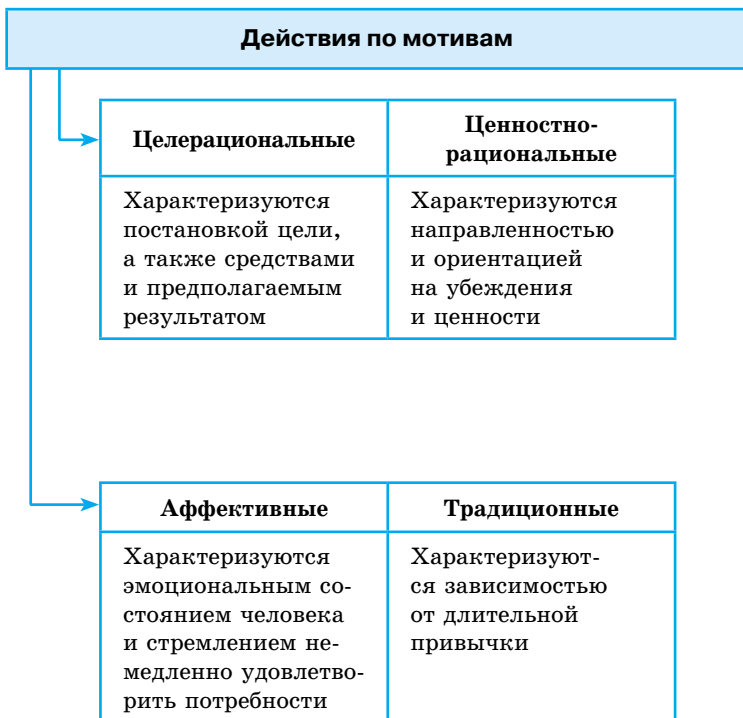 Действия по мотивам
Целерациональные
Ценностно-
рациональные
Характеризуются
постановкой цели,
а также средствами
и предполагаемым
результатом
Характеризуются
направленностью
и ориентацией
на убеждения
и ценности
Аффективные
Традиционные
Характеризуются
эмоциональным со-
стоянием человека
и стремлением не-
медленно удовлетво-
рить потребности
Характеризуют-
ся зависимостью
от длительной
привычки